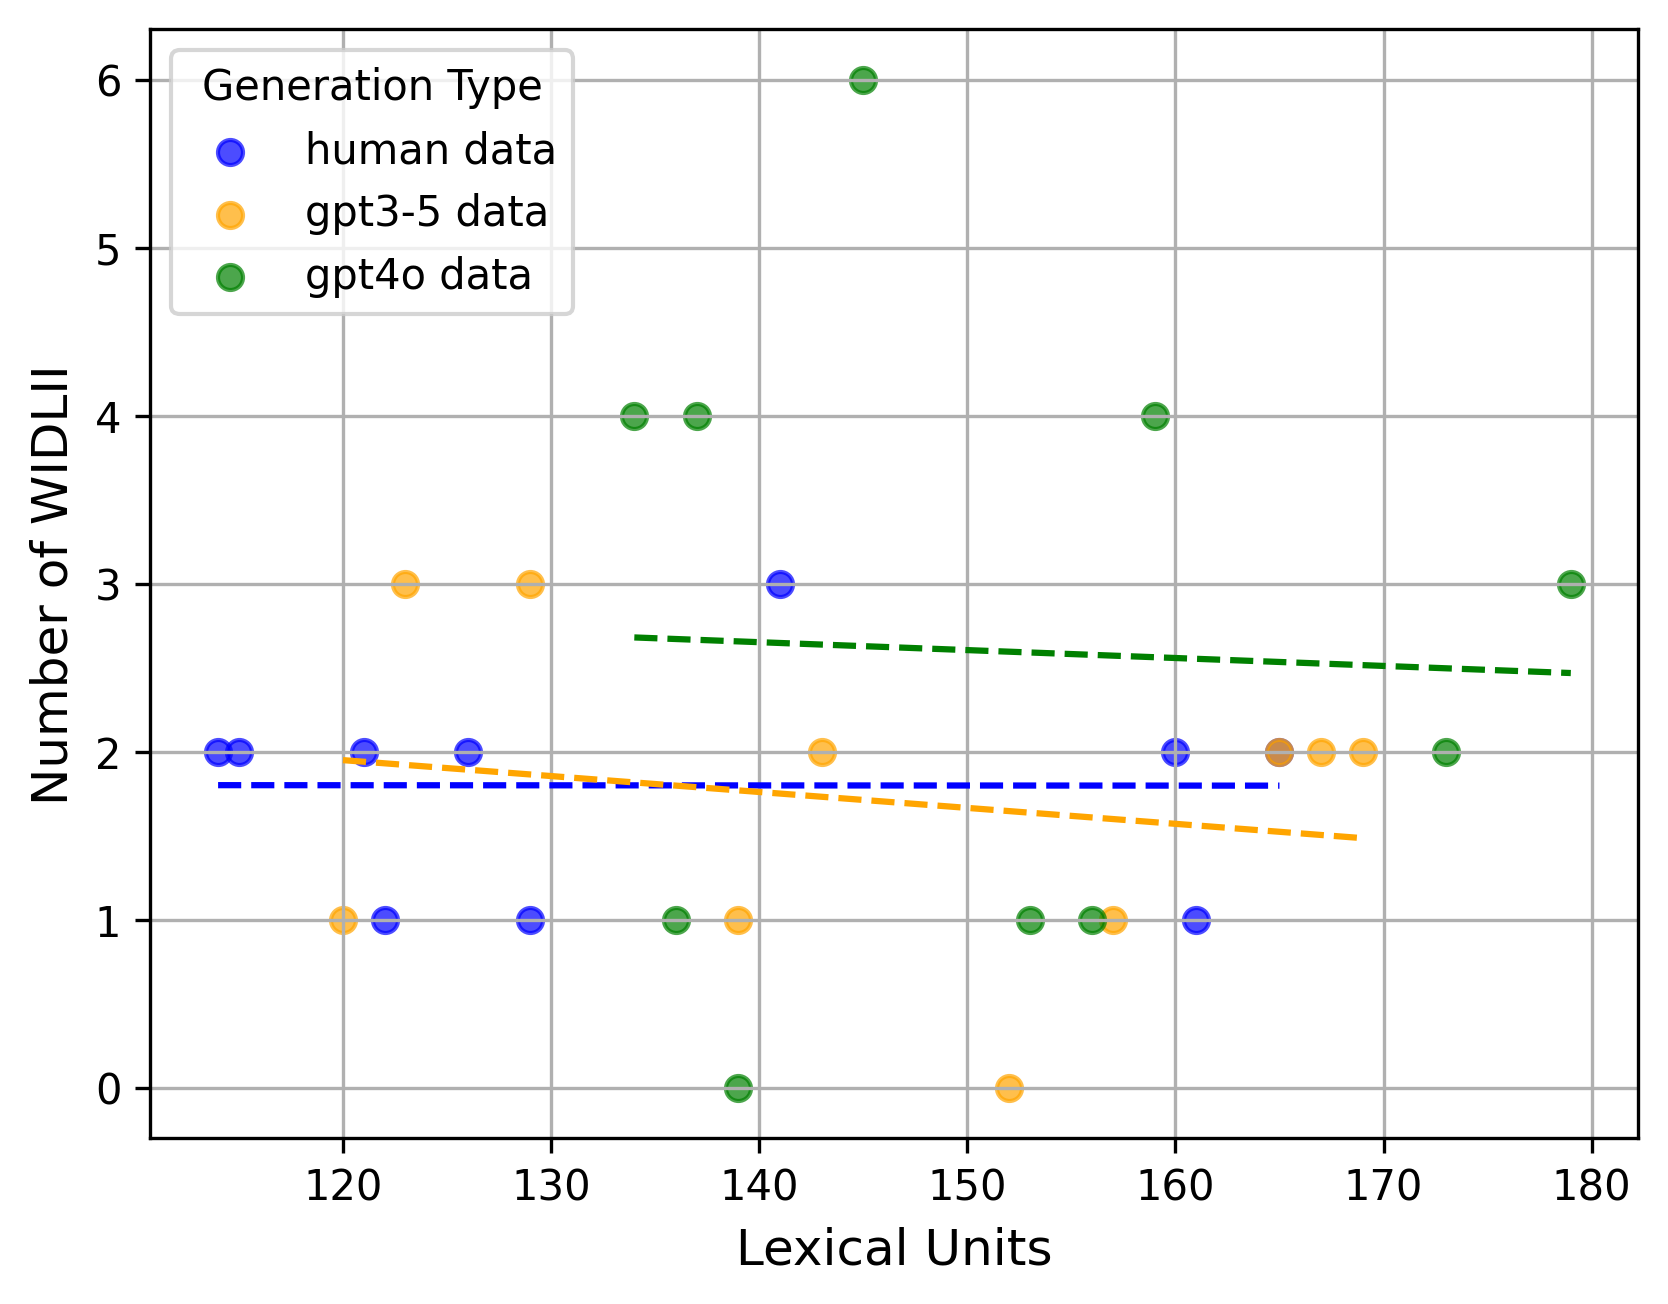 Generation Type
human data
gpt3-5 data
gpt4o data
6
5
4
3
2
1
0
Number of WIDLII
120 130 140 150 160 170 180
Lexical Units